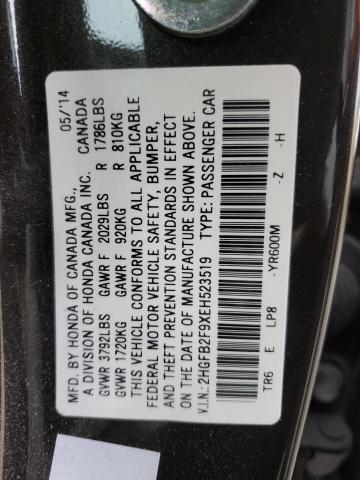 MFD. BY HONDA OF CANADA MFG., 05/'14
A DIVISION OF HONDA CANADA INC. CANADA
GVWR 3792LBS GAWR F 2029LBS R 1786LBS
GVWR 1720KG GAWR F 920KG R 810KG
THIS VEHICLE CONFORMS TO ALL APPLICABLE
FEDERAL MOTOR VEHICLE SAFETY, BUMPER,
AND THEFT PREVENTION STANDARDS IN EFFECT
ON THE DATE OF MANUFACTURE SHOWN ABOVE.
V.I.N.: 2HGFB2F9XEH523519 TYPE: PASSENGER CAR
TR6 E LP8 -YR600M -Z -H